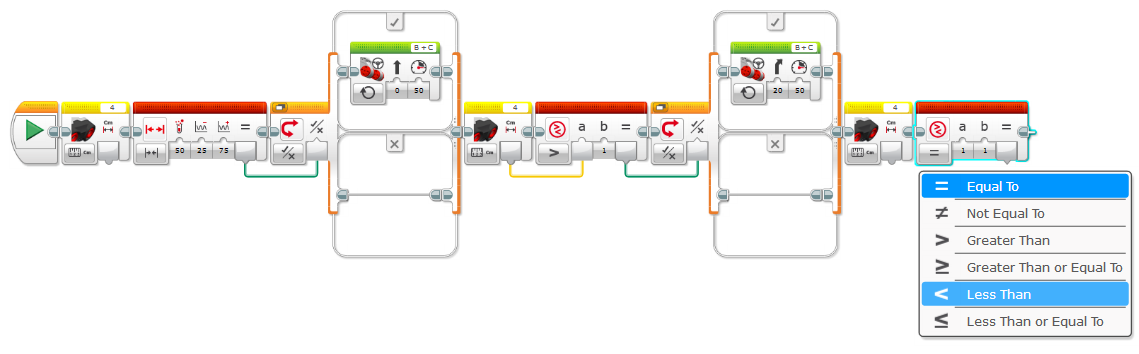 B + C
0 50
4
Cm
cm
50 25 75
=
4
Cm
cm
a b =
> 1
B + C
20 50
4
Cm
cm
a b =
= 1 1
= Equal To
≠ Not Equal To
> Greater Than
≥ Greater Than or Equal To
< Less Than
≤ Less Than or Equal To